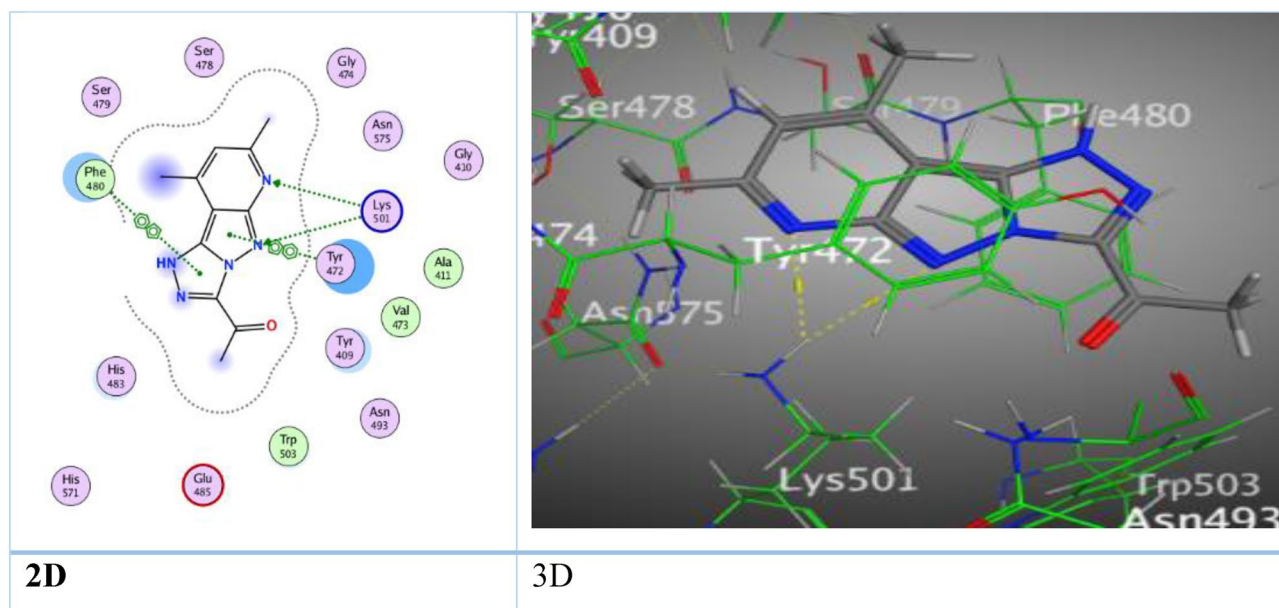 Ser
478
Gly
474
Ser
479
Asn
575
Gly
410
Phe
480
N
Lys
501
N
HN
N
N
Tyr
472
Ala
411
Val
473
O
Tyr
409
His
483
Asn
493
Trp
503
His
571
Glu
485
Tyr409
Ser478
Phe480
Tyr472
Asn575
Lys501
Trp503
Asn493
2D
3D